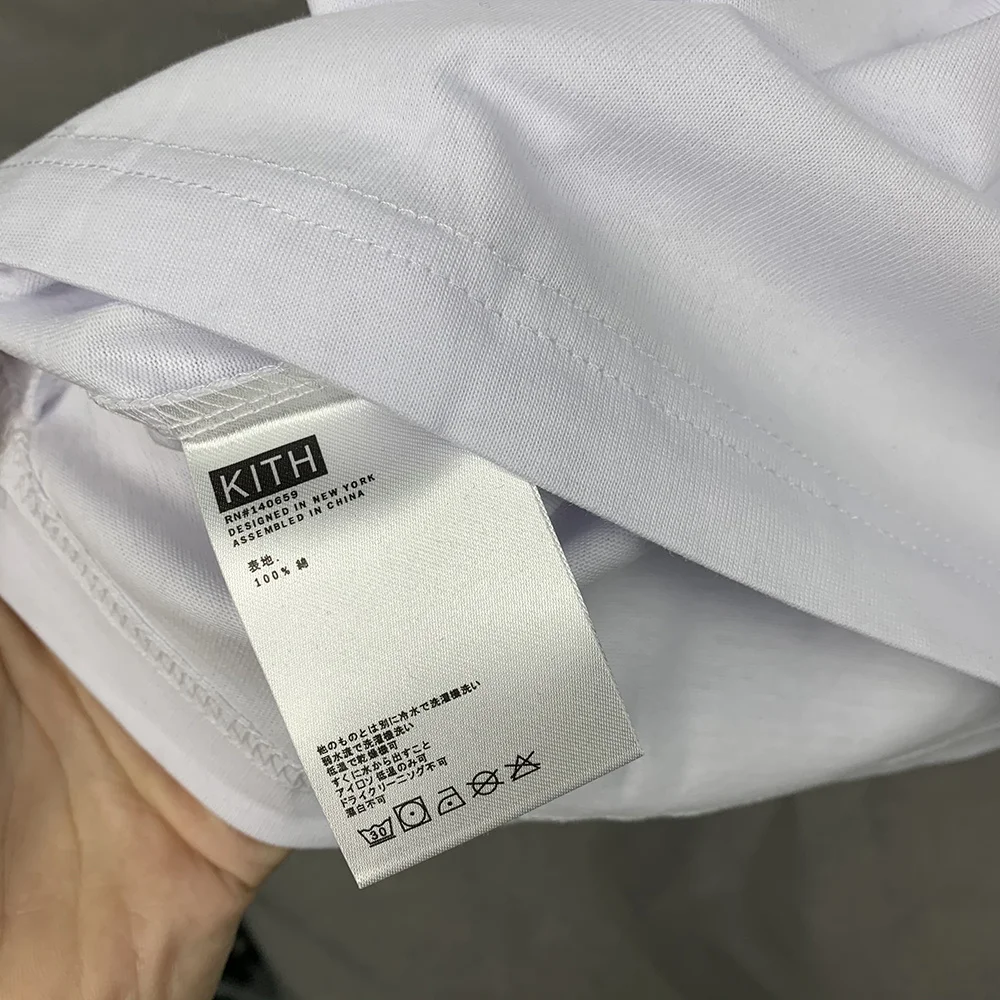 KITH
RN#140659
DESIGNED IN NEW YORK
ASSEMBLED IN CHINA
表地.
100% 綿
他のものとは別に冷水で洗濯機洗い
弱水流で洗濯機洗い
低温で乾燥機可
すぐに水から出すこと
アイロン低温のみ可
ドライクリーニング不可
漂白不可
30